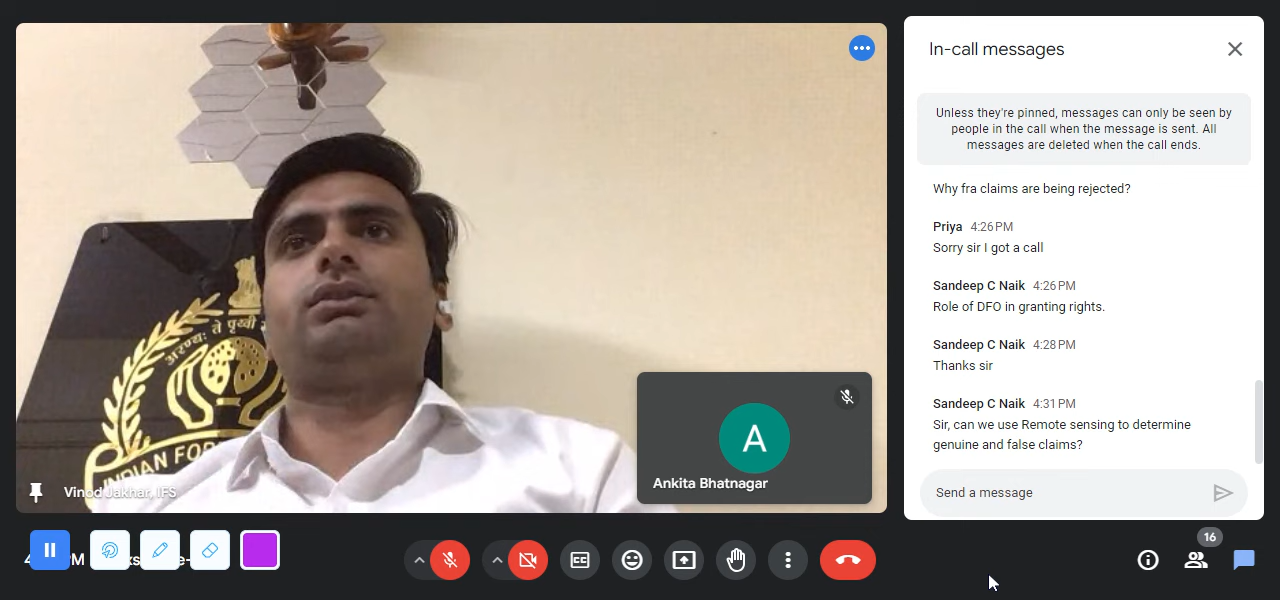 In-call messages
Unless they're pinned, messages can only be seen by
people in the call when the message is sent. All
messages are deleted when the call ends.
Why fra claims are being rejected?
Priya 4:26 PM
Sorry sir I got a call
Sandeep C Naik 4:26 PM
Role of DFO in granting rights.
Sandeep C Naik 4:28 PM
Thanks sir
Sandeep C Naik 4:31 PM
Sir, can we use Remote sensing to determine
genuine and false claims?
Send a message
अरण्यः ते पृथ्वी
INDIAN FOR
Vinod Jakhar, IFS
A
Ankita Bhatnagar
CC
16